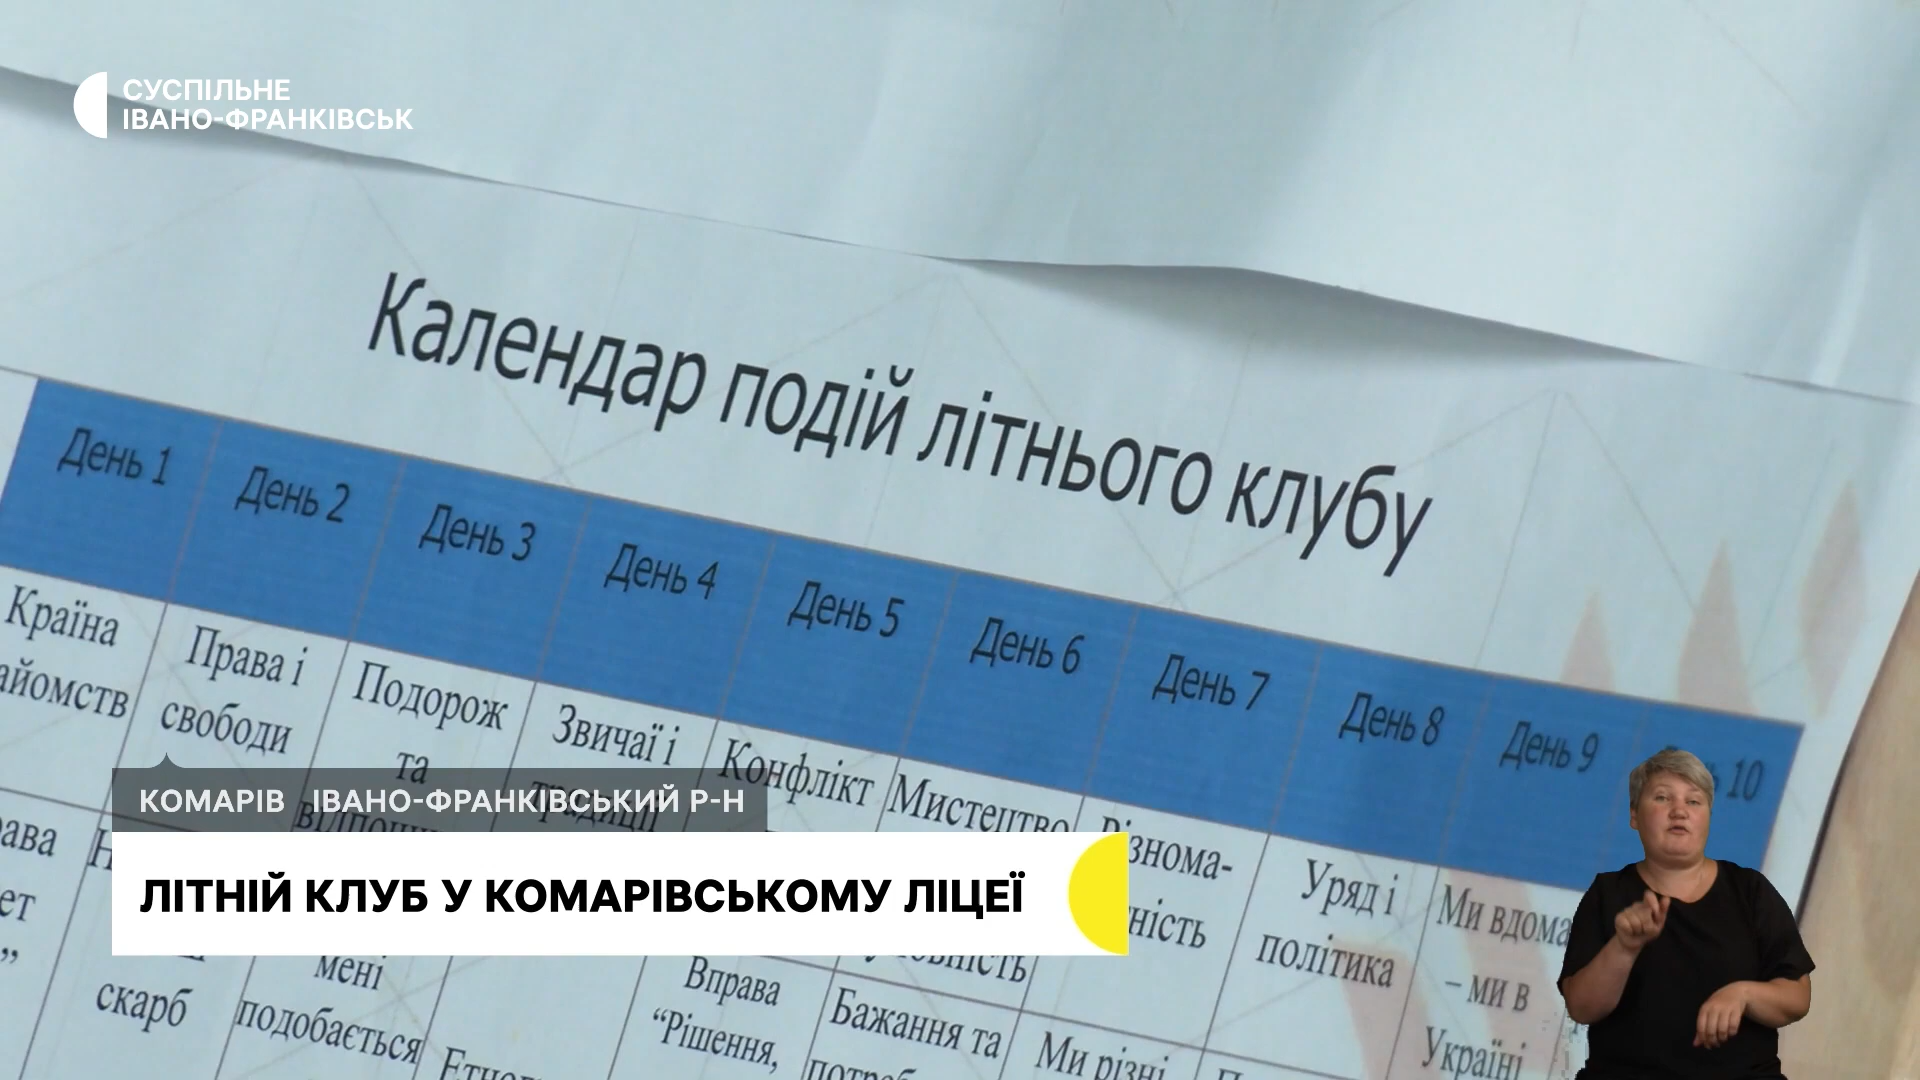 СУСПІЛЬНЕ
ІВАНО-ФРАНКІВСЬК
Календар подій літнього клубу
День 1 День 2 День 3 День 4 День 5 День 6 День 7 День 8 День 9 10
Країна
Права і
свободи
Подорож
та
Звичаї і
традиції
Конфлікт
Мистецтво
Уряд і
політика
Ми вдома
– ми в
Україні
КОМАРІВ ІВАНО-ФРАНКІВСЬКИЙ Р-Н
ЛІТНІЙ КЛУБ У КОМАРІВСЬКОМУ ЛІЦЕЇ
скарб
мені
подобається
Вправа
“Рішення,
Бажання та
Ми різні